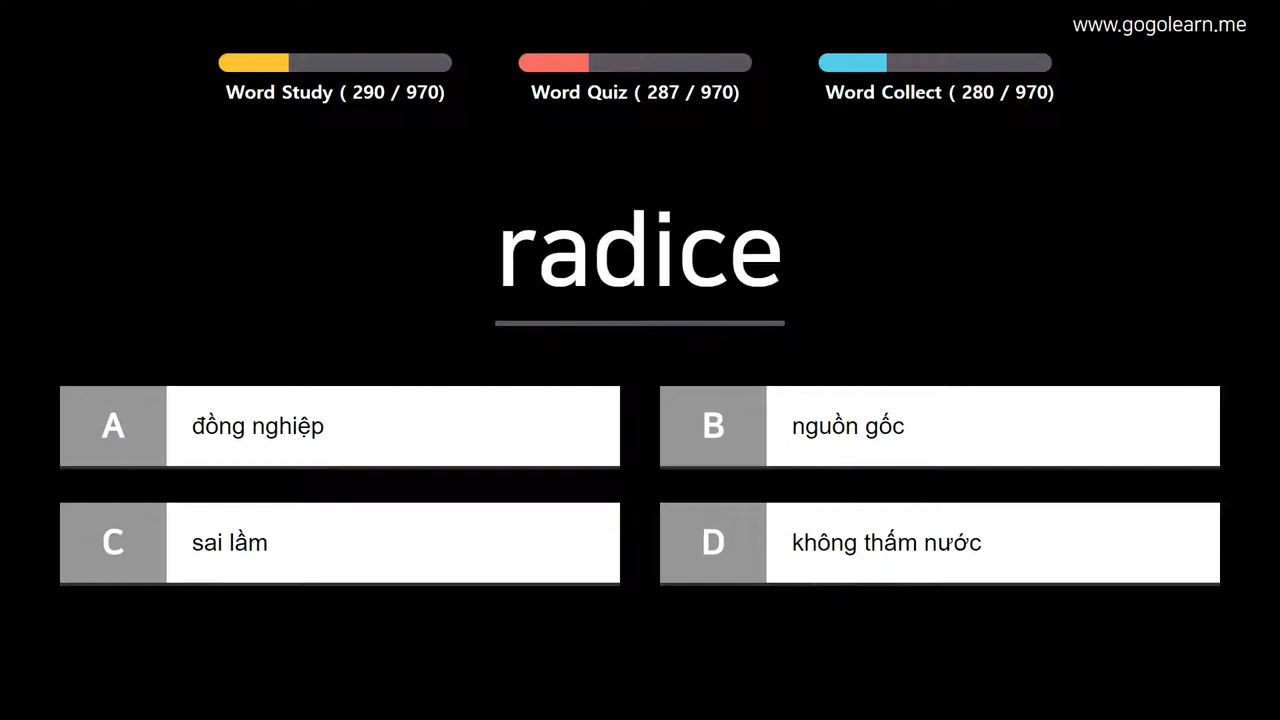 www.gogolearn.me
Word Study ( 290 / 970)
Word Quiz ( 287 / 970)
Word Collect ( 280 / 970)
radice
A đồng nghiệp
B nguồn gốc
C sai lầm
D không thấm nước